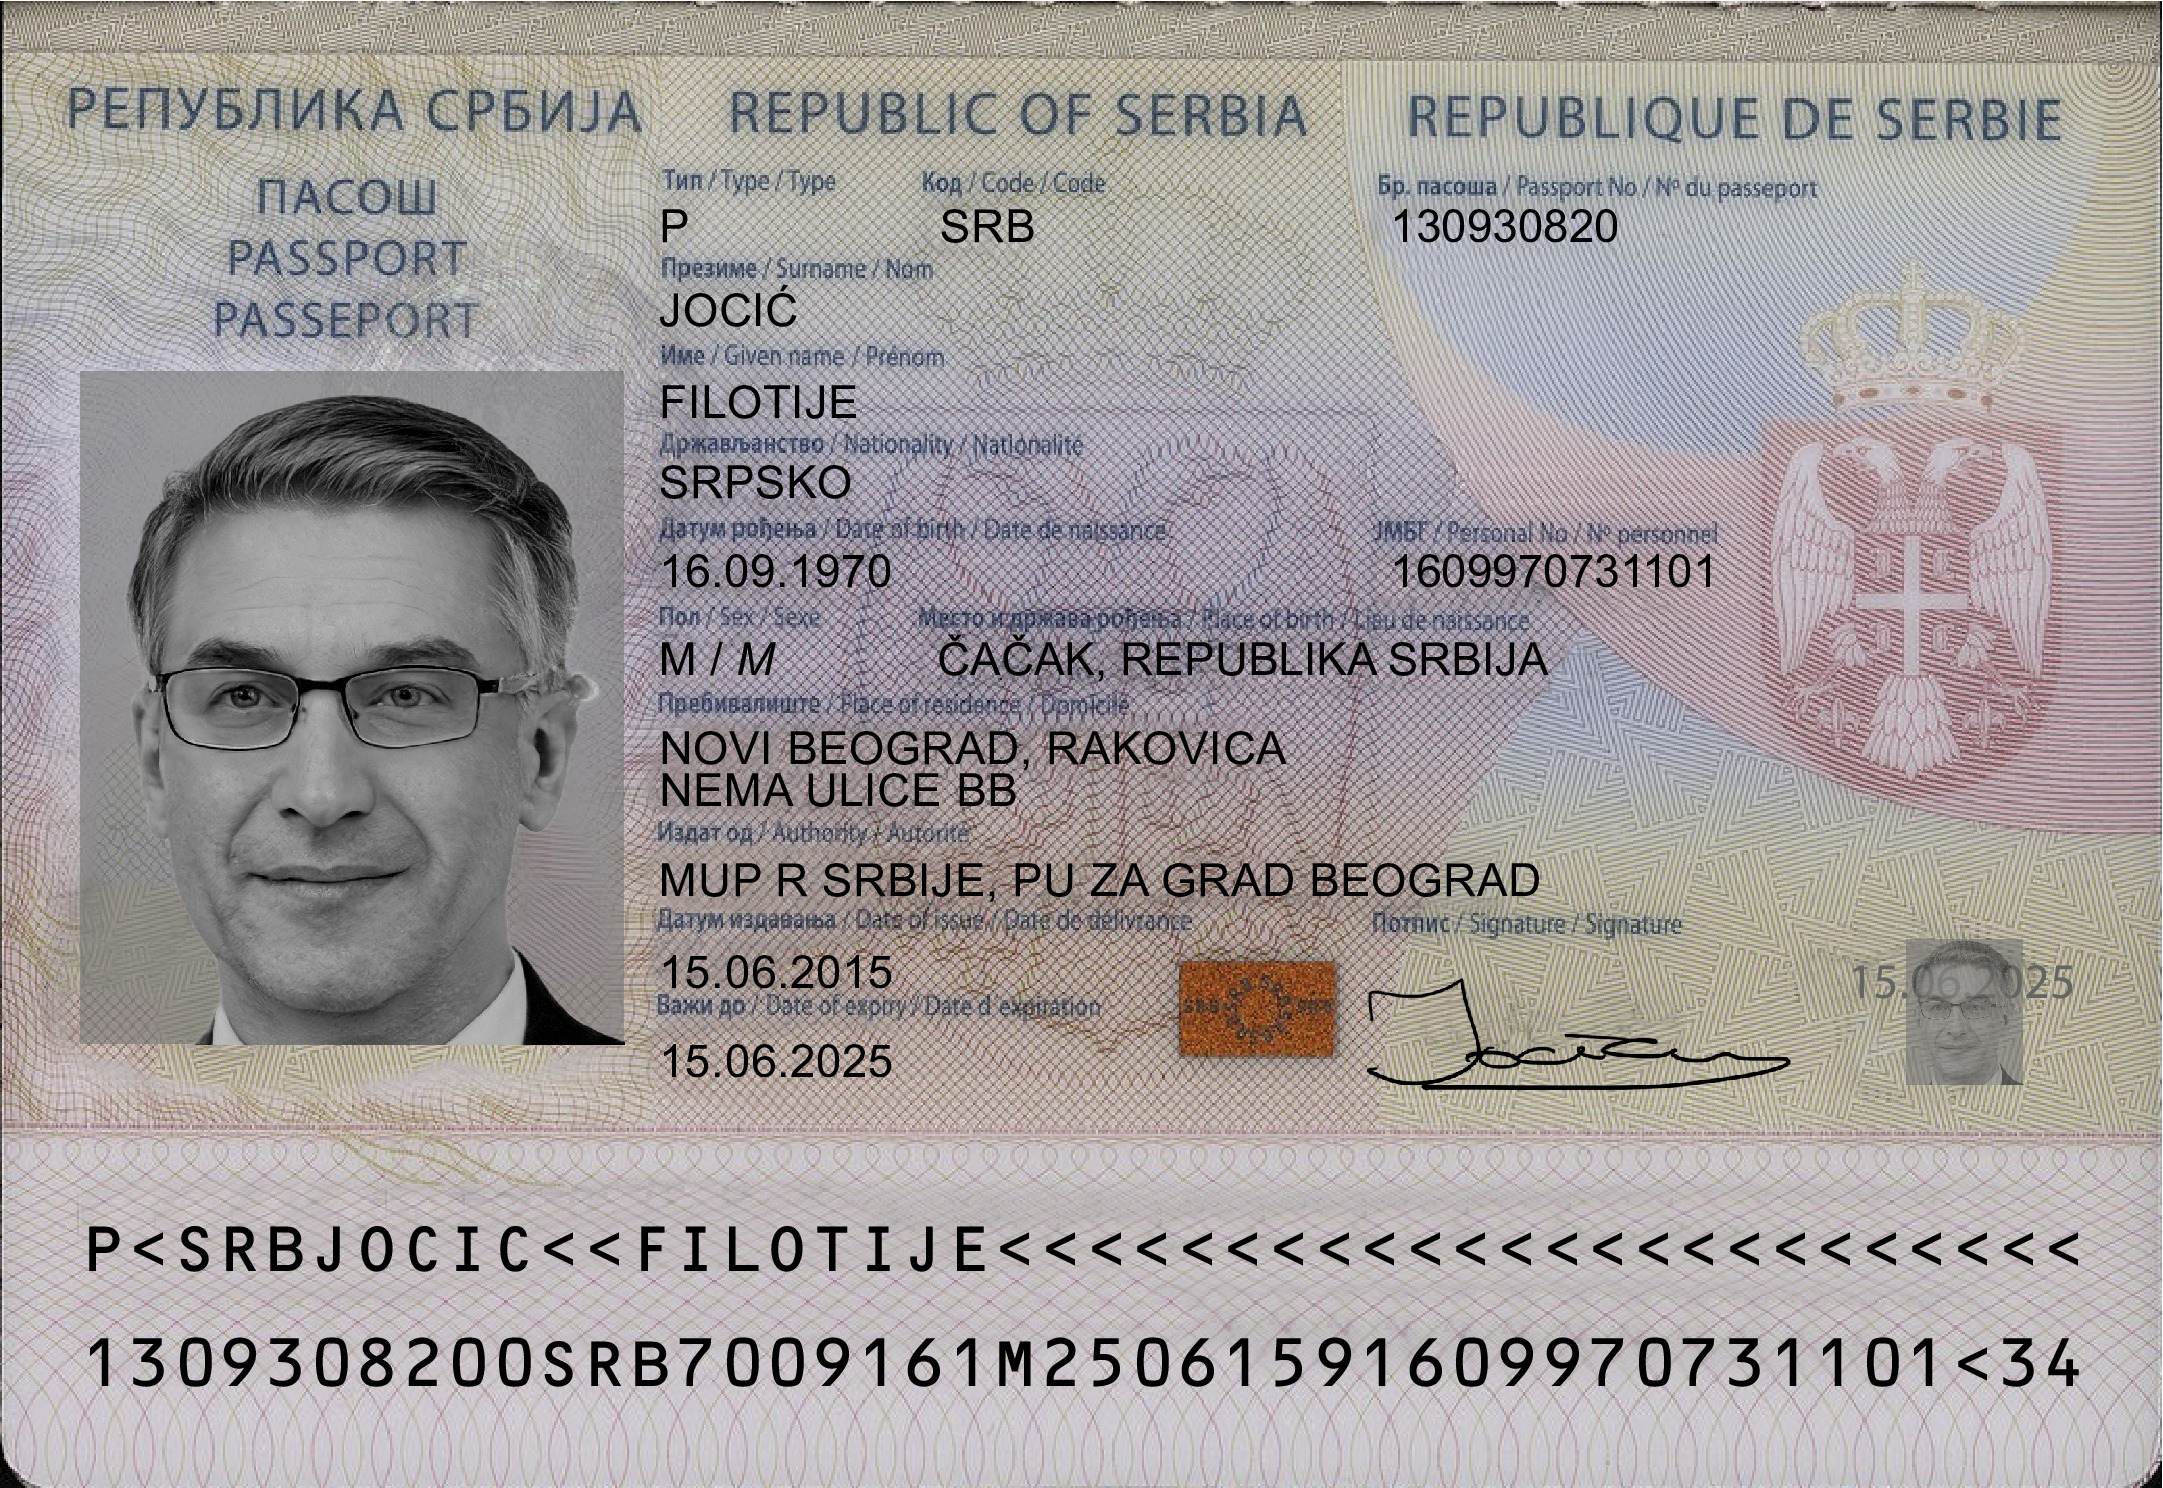 РЕПУБЛИКА СРБИЈА REPUBLIC OF SERBIA REPUBLIQUE DE SERBIE
ПАСОШ
PASSPORT
PASSEPORT
Тип / Type / Type Код / Code / Code Бр. пасоша / Passport No / Nº du passeport
P SRB 130930820
Презиме / Surname / Nom
JOCIĆ
Име / Given name / Prénom
FILOTIJE
Држављанство / Nationality / Nationalité
SRPSKO
Датум рођења / Date of birth / Date de naissance ЈМБГ / Personal No / Nº personnel
16.09.1970 1609970731101
Пол / Sex / Sexe Место и држава рођења / Place of birth / Lieu de naissance
M / M ČAČAK, REPUBLIKA SRBIJA
Пребивалиште / Place of residence / Domicile
NOVI BEOGRAD, RAKOVICA
NEMA ULICE BB
Издат од / Authority / Autorité
MUP R SRBIJE, PU ZA GRAD BEOGRAD
Датум издавања / Date of issue / Date de délivrance Потпис / Signature / Signature
15.06.2015 15.06.2025
Важи до / Date of expiry / Date d expiration
15.06.2025
P<SRBJOCIC<<FILOTIJE<<<<<<<<<<<<<<<<<<<<<<<<
1309308200SRB7009161M25061591609970731101<34